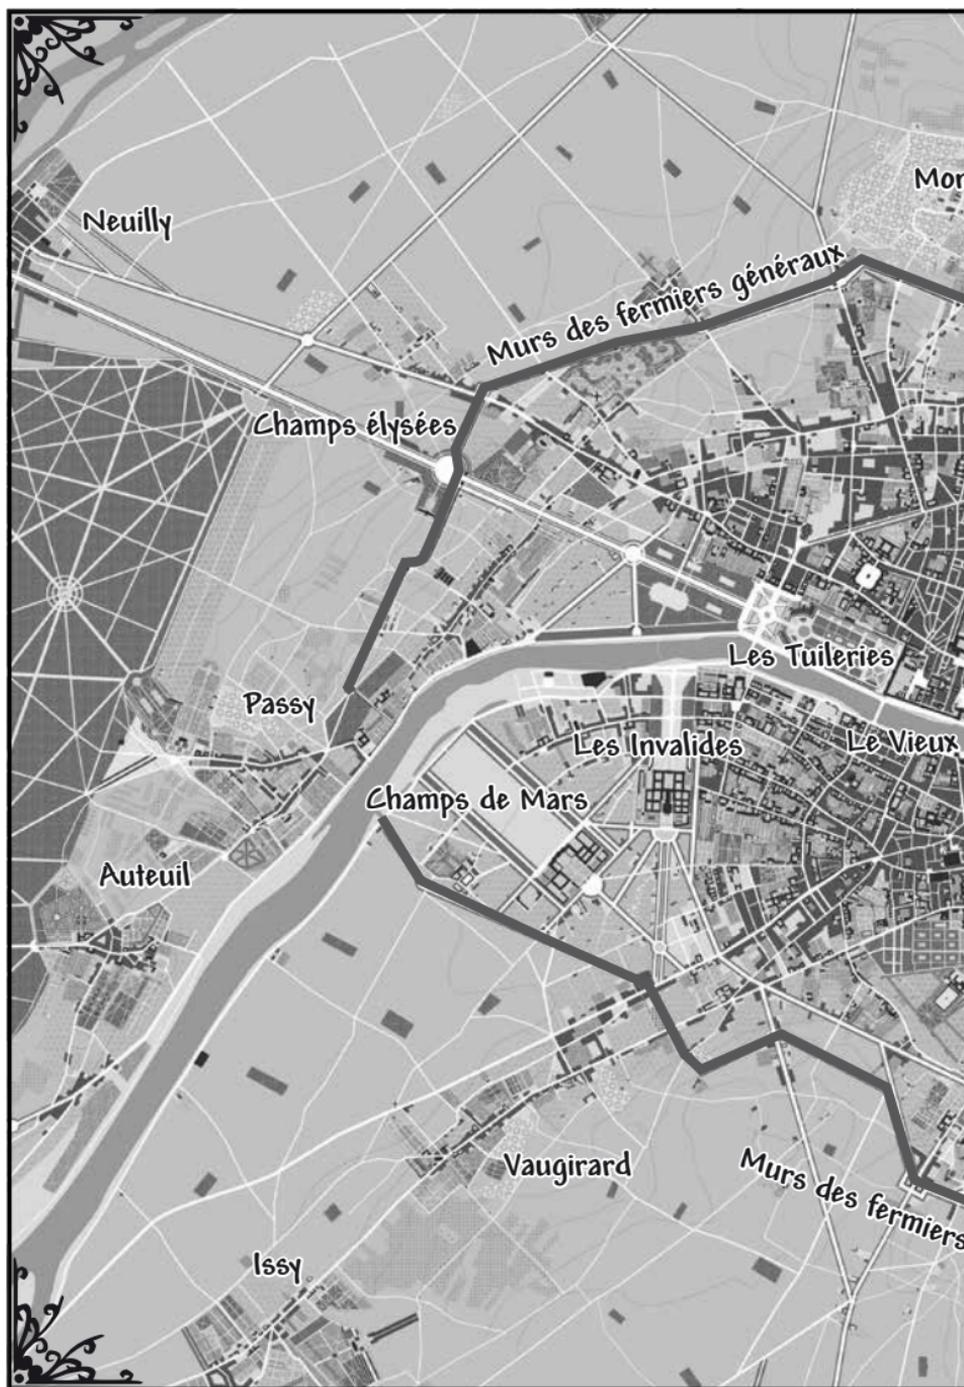 Mor
Neuilly
Murs des fermiers généraux
Champs élysées
Les Tuileries
Passy
Les Invalides
Le Vieux
Champs de Mars
Auteuil
Vaugirard
Murs des fermiers
Issy